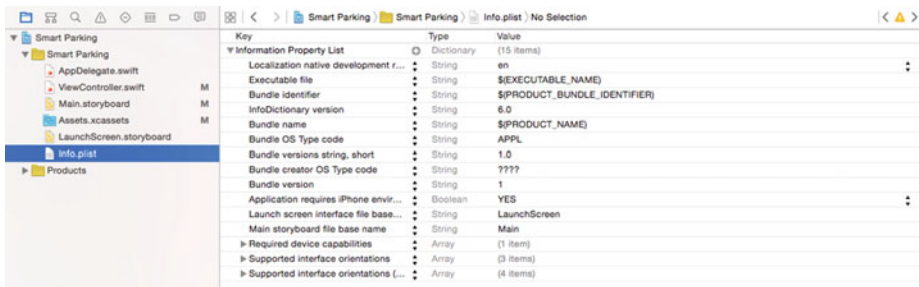 Smart Parking 〉 Smart Parking 〉 Info.plist 〉 No Selection
Smart Parking
Smart Parking
AppDelegate.swift
ViewController.swift M
Main.storyboard M
Assets.xcassets M
LaunchScreen.storyboard
Info.plist
Products
Key Type Value
Information Property List Dictionary (15 items)
Localization native development r... String en
Executable file String $(EXECUTABLE_NAME)
Bundle identifier String $(PRODUCT_BUNDLE_IDENTIFIER)
InfoDictionary version String 6.0
Bundle name String $(PRODUCT_NAME)
Bundle OS Type code String APPL
Bundle versions string, short String 1.0
Bundle creator OS Type code String ????
Bundle version String 1
Application requires iPhone envir... Boolean YES
Launch screen interface file base... String LaunchScreen
Main storyboard file base name String Main
Required device capabilities Array (1 item)
Supported interface orientations Array (3 items)
Supported interface orientations (... Array (4 items)